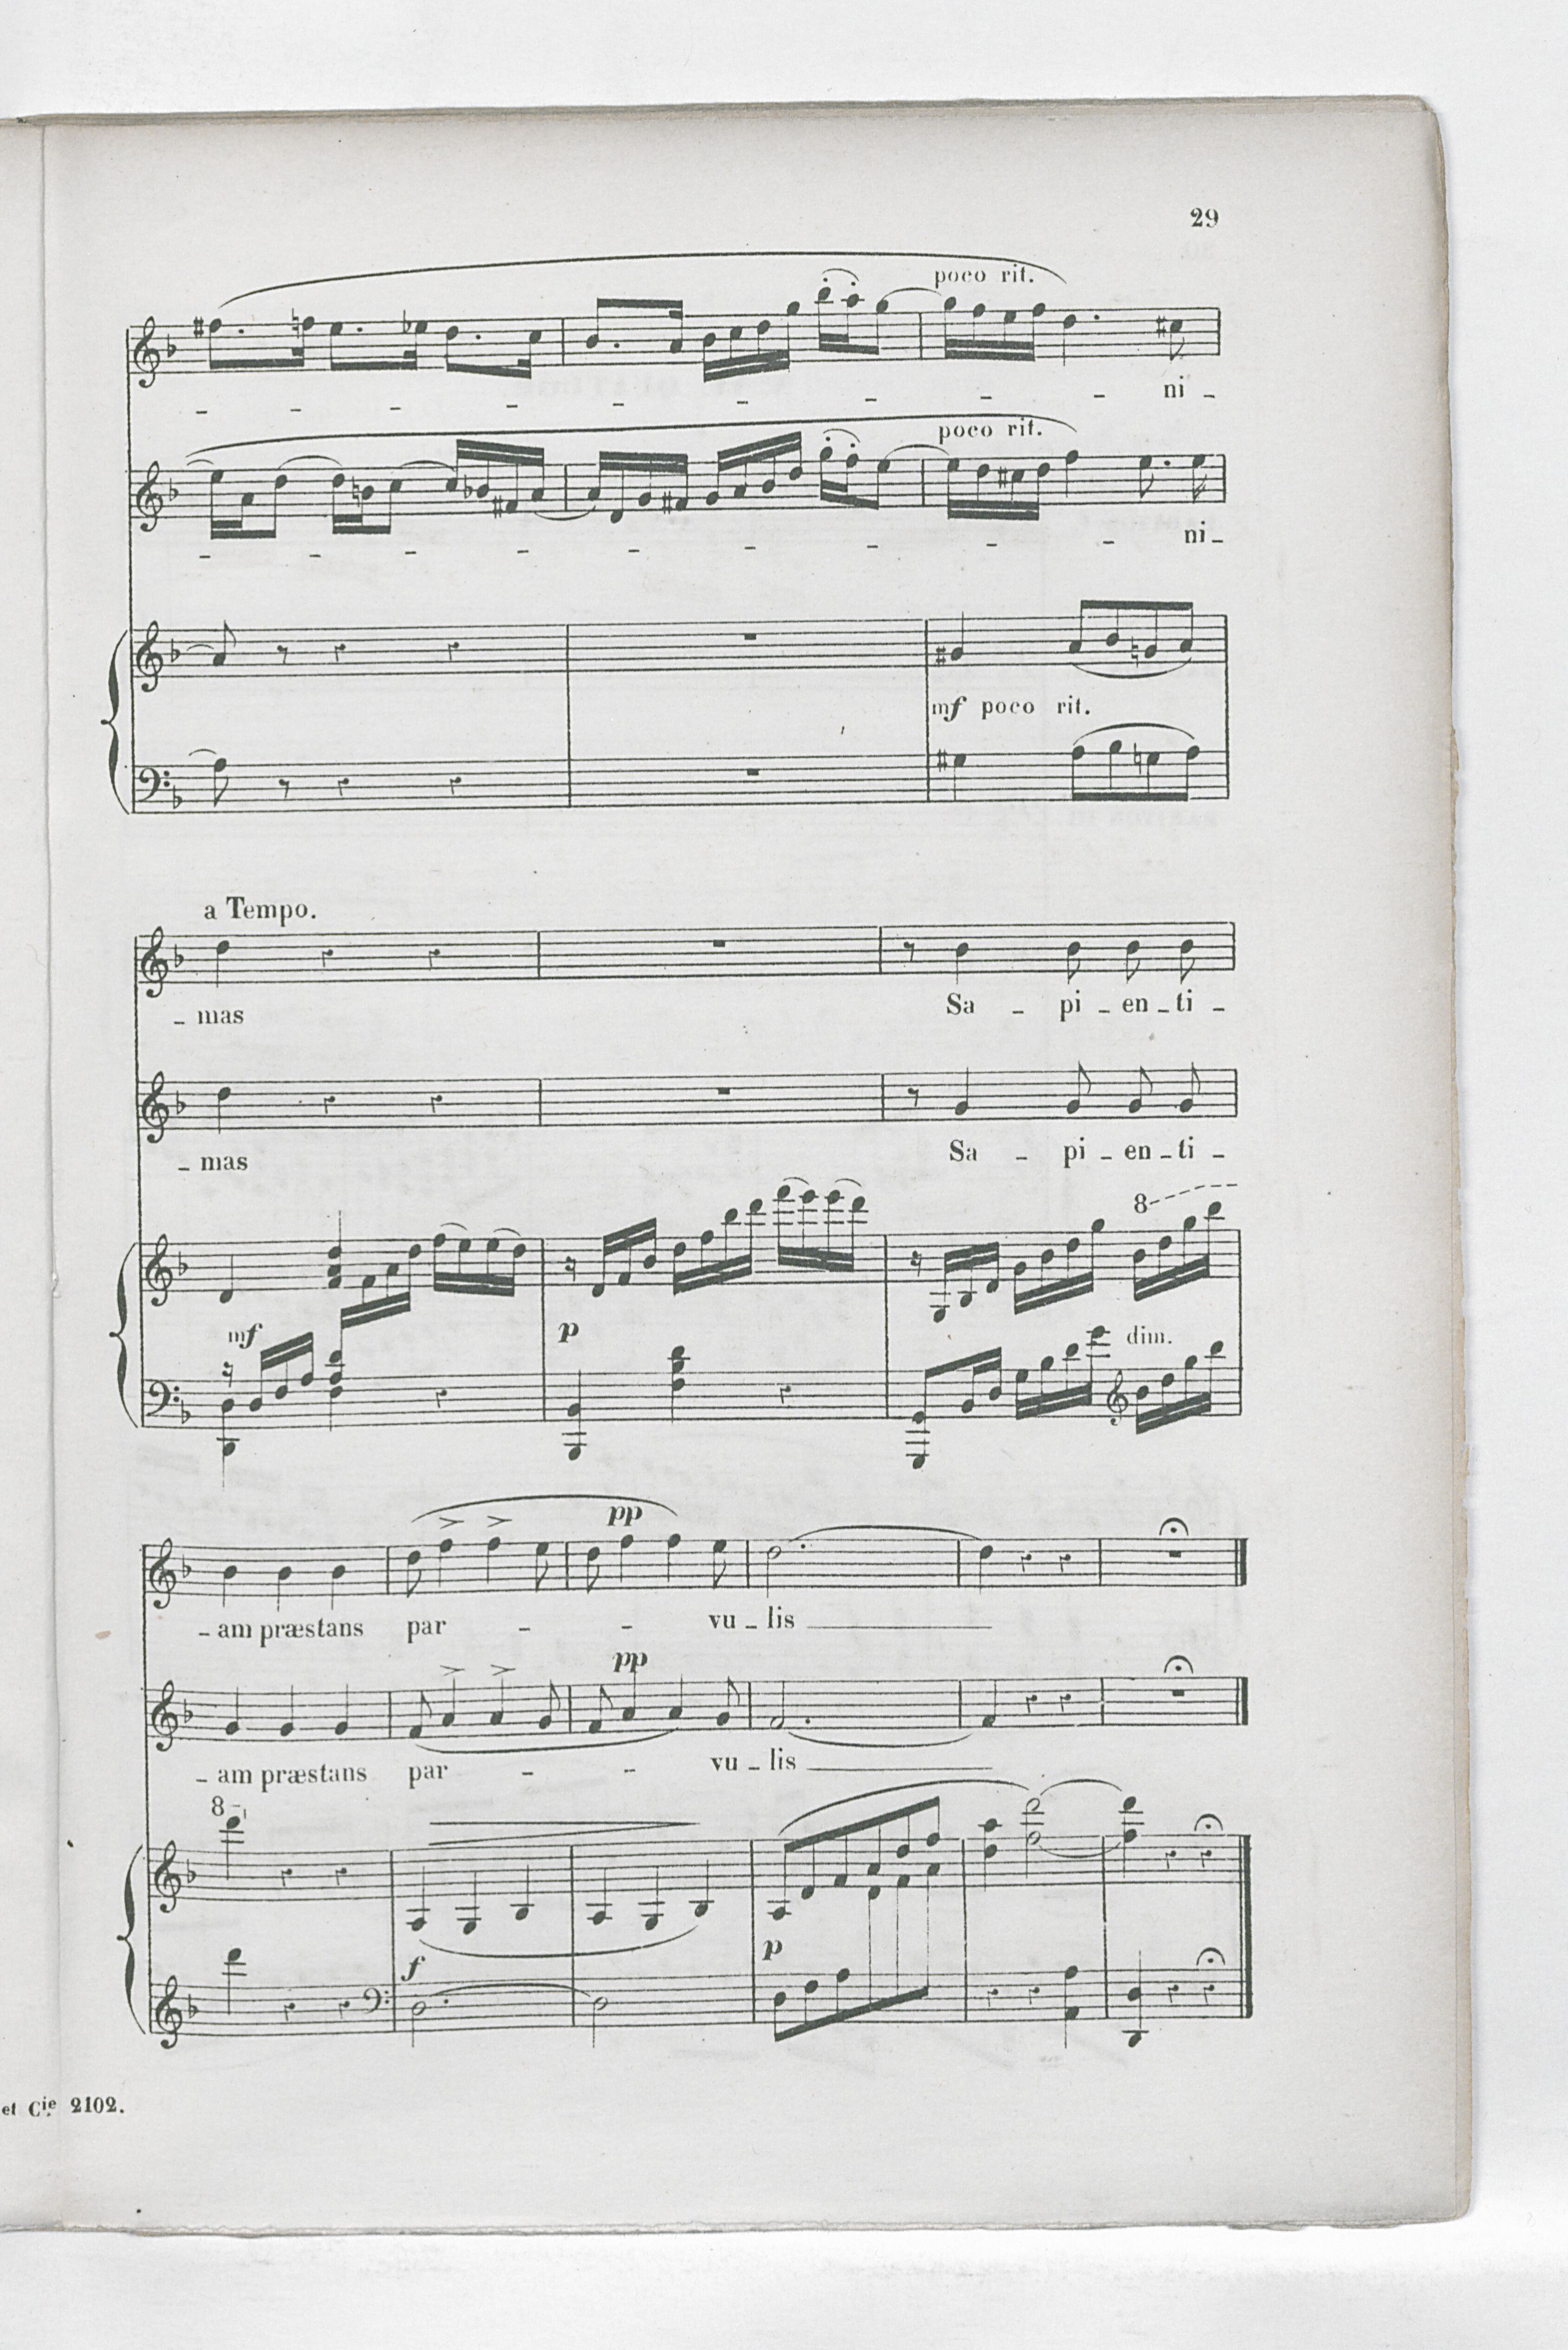 29
poco rit.
ni -
poco rit.
ni -
mf poco rit.
a Tempo.
- mas
Sa - pi - en - ti -
- mas
Sa - pi - en - ti -
8
mf
p
dim.
pp
- am præstans par - - vu - lis
pp
- am præstans par - - vu - lis
8
f
p
et Cie. 2102.